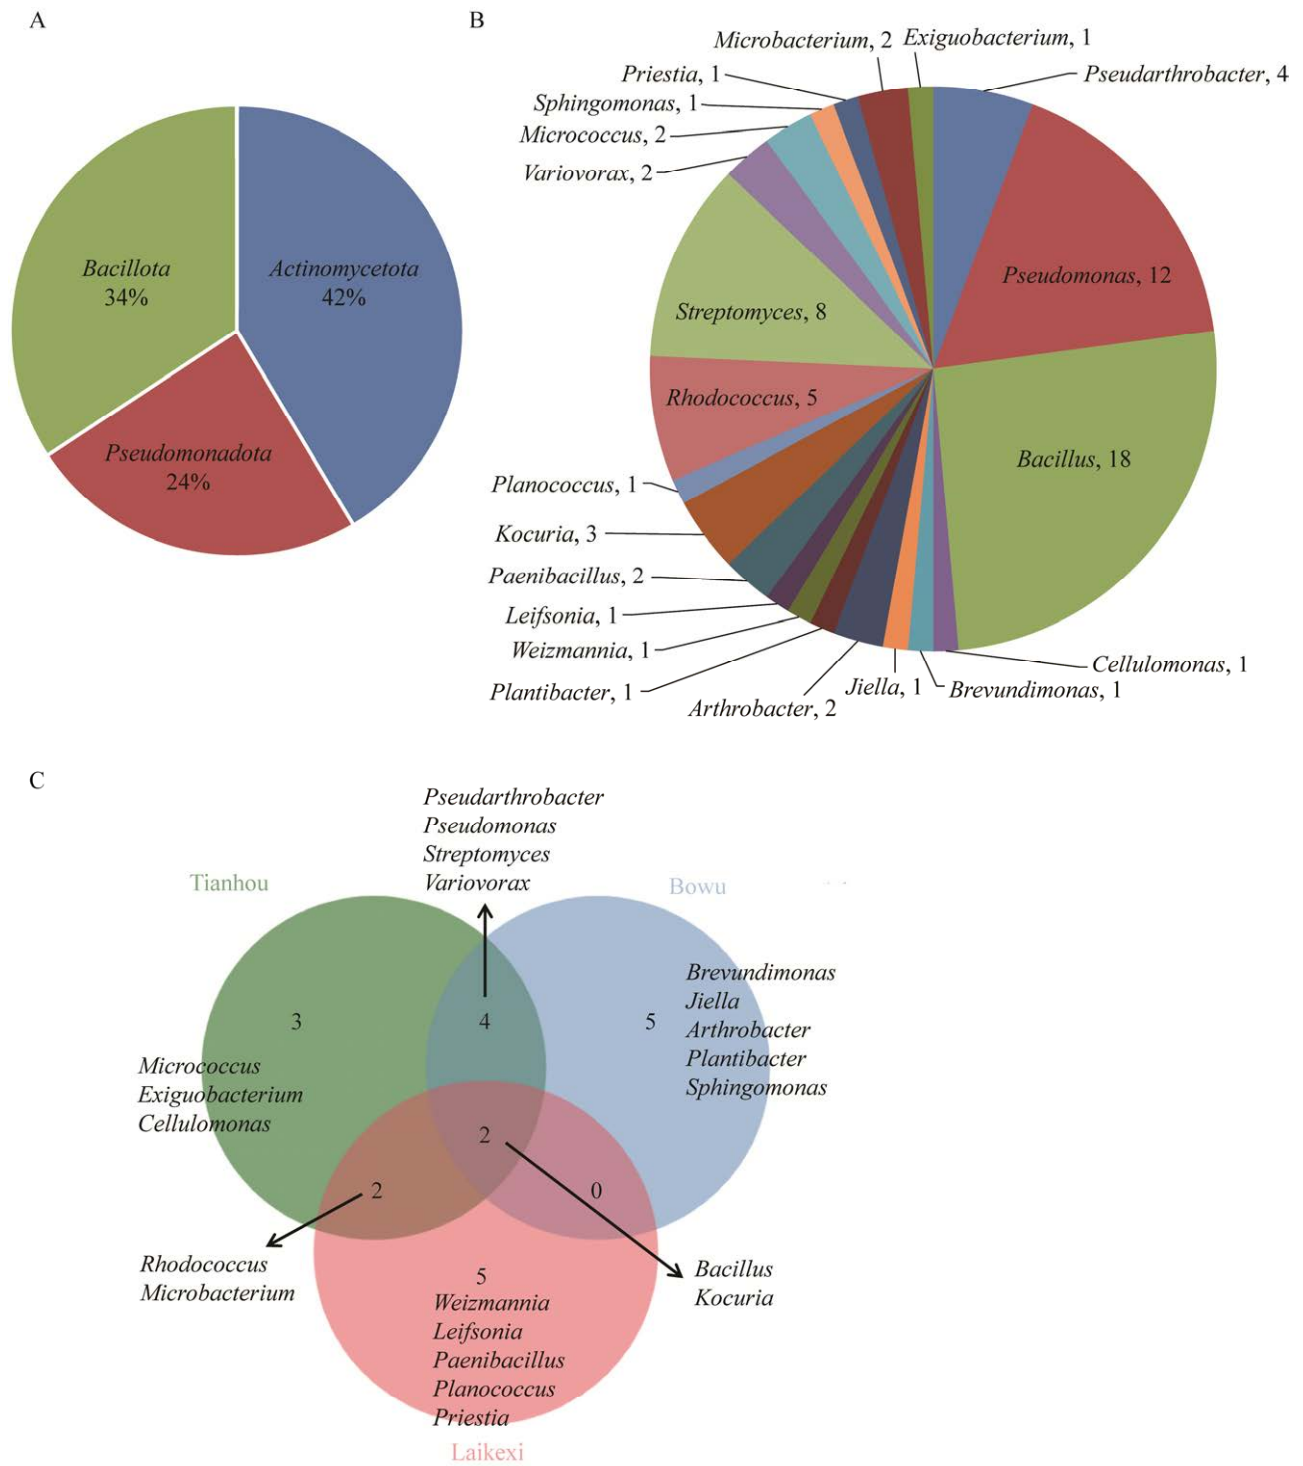 A
Bacillota
34%
Actinomycetota
42%
Pseudomonadota
24%
B
Microbacterium, 2
Exiguobacterium, 1
Priestia, 1
Pseudarthrobacter, 4
Sphingomonas, 1
Micrococcus, 2
Variovorax, 2
Pseudomonas, 12
Streptomyces, 8
Rhodococcus, 5
Bacillus, 18
Planococcus, 1
Kocuria, 3
Paenibacillus, 2
Leifsonia, 1
Weizmannia, 1
Plantibacter, 1
Arthrobacter, 2
Jiella, 1
Brevundimonas, 1
Cellulomonas, 1
C
Pseudarthrobacter
Pseudomonas
Streptomyces
Variovorax
Tianhou
Bowu
3
4
5
Brevundimonas
Jiella
Arthrobacter
Plantibacter
Sphingomonas
Micrococcus
Exiguobacterium
Cellulomonas
2
2
0
Rhodococcus
Microbacterium
Bacillus
Kocuria
5
Weizmannia
Leifsonia
Paenibacillus
Planococcus
Priestia
Laikexi